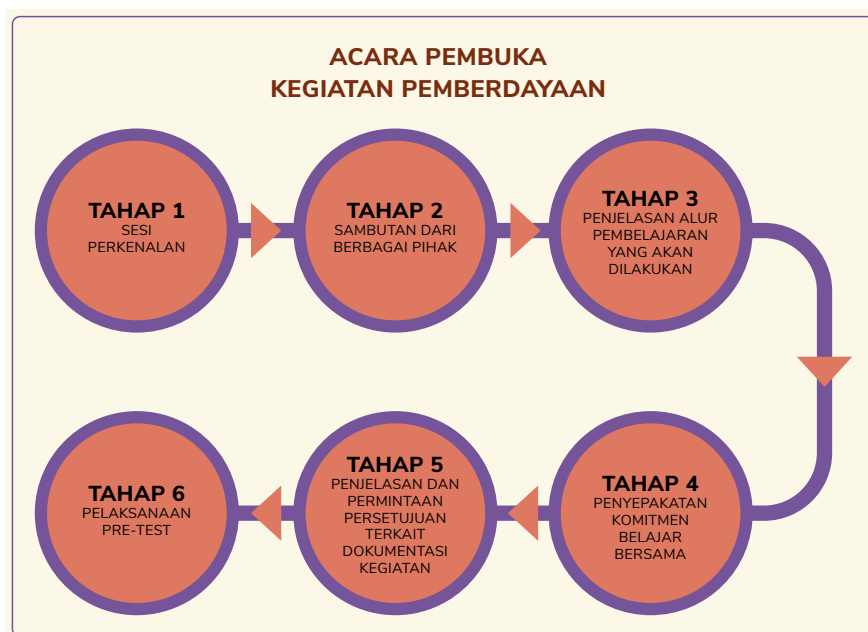 ACARA PEMBUKA
KEGIATAN PEMBERDAYAAN
TAHAP 1
SESI
PERKENALAN
TAHAP 2
SAMBUTAN DARI
BERBAGAI PIHAK
TAHAP 3
PENJELASAN ALUR
PEMBELAJARAN
YANG AKAN
DILAKUKAN
TAHAP 4
PENYEPAKATAN
KOMITMEN
BELAJAR
BERSAMA
TAHAP 5
PENJELASAN DAN
PERMINTAAN
PERSETUJUAN
TERKAIT
DOKUMENTASI
KEGIATAN
TAHAP 6
PELAKSANAAN
PRE-TEST